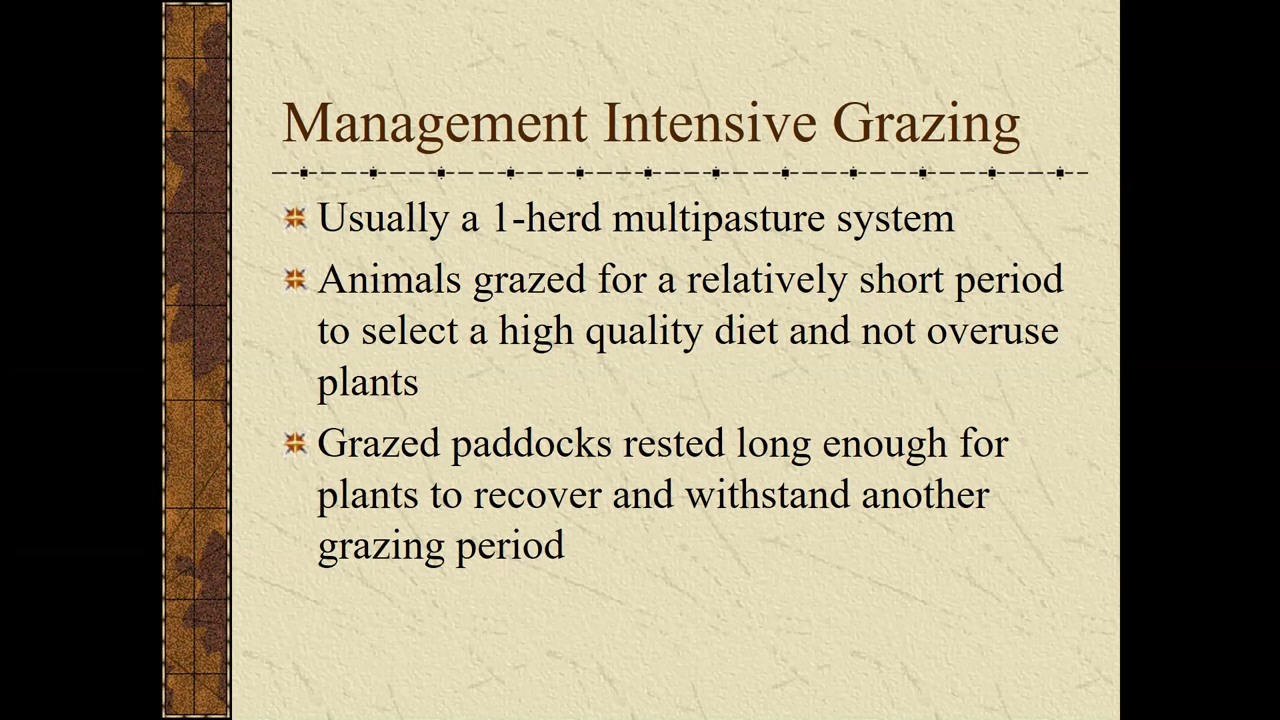 Management Intensive Grazing
Usually a 1-herd multipasture system
Animals grazed for a relatively short period
to select a high quality diet and not overuse
plants
Grazed paddocks rested long enough for
plants to recover and withstand another
grazing period